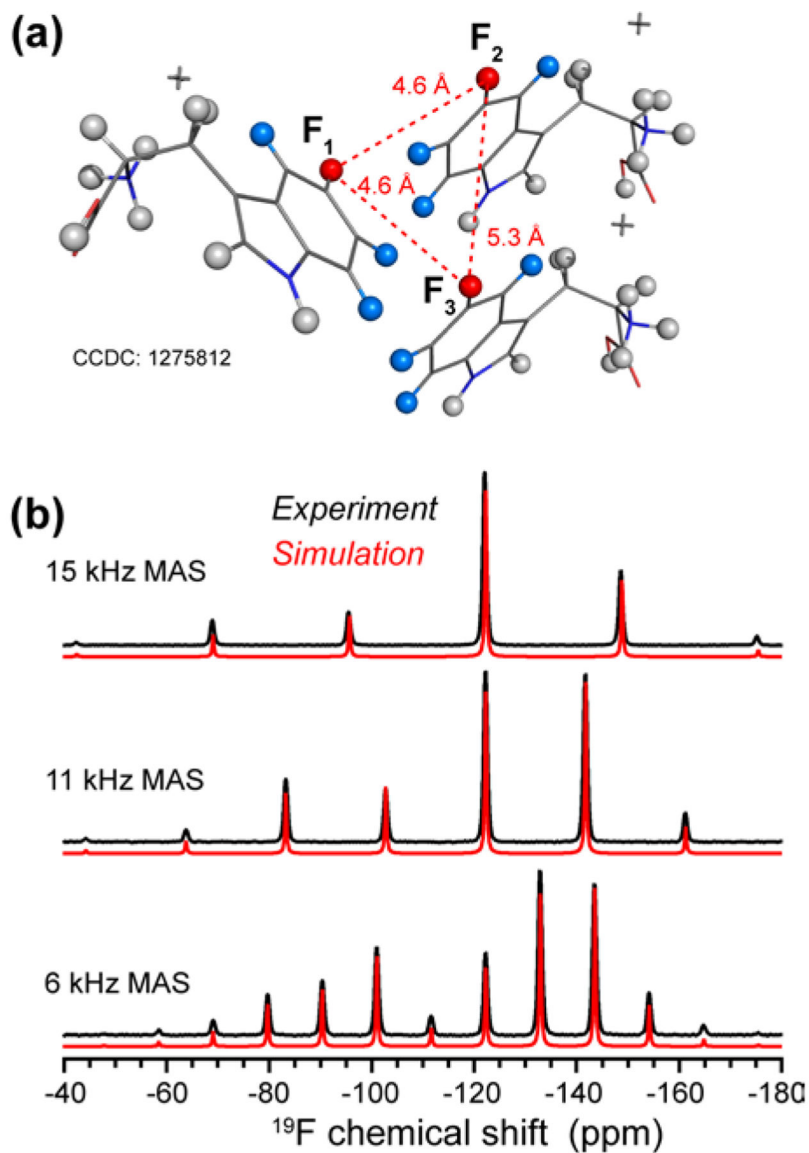 (a)
F2
4.6 Å
F1
4.6 Å
5.3 Å
F3
CCDC: 1275812
(b)
Experiment
Simulation
15 kHz MAS
11 kHz MAS
6 kHz MAS
-40 -60 -80 -100 -120 -140 -160 -180
19F chemical shift (ppm)